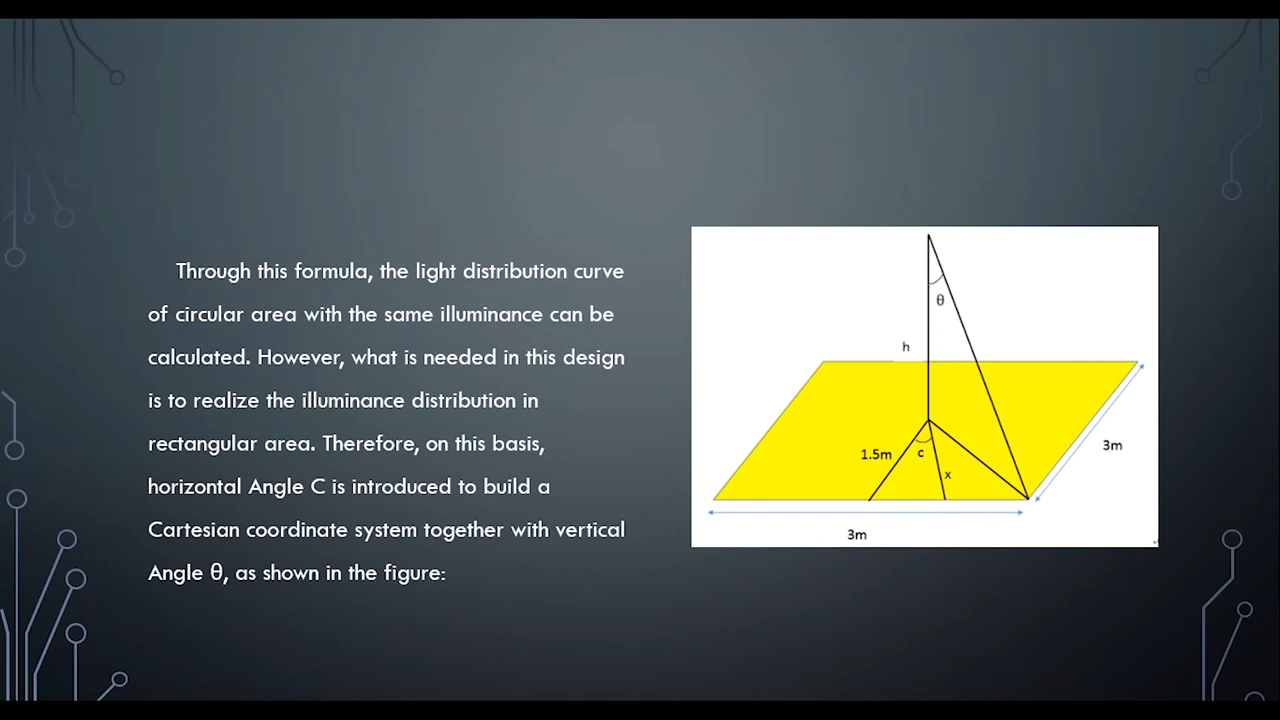 Through this formula, the light distribution curve
of circular area with the same illuminance can be
calculated. However, what is needed in this design
is to realize the illuminance distribution in
rectangular area. Therefore, on this basis,
horizontal Angle C is introduced to build a
Cartesian coordinate system together with vertical
Angle θ, as shown in the figure:
θ
h
1.5m
c
x
3m
3m